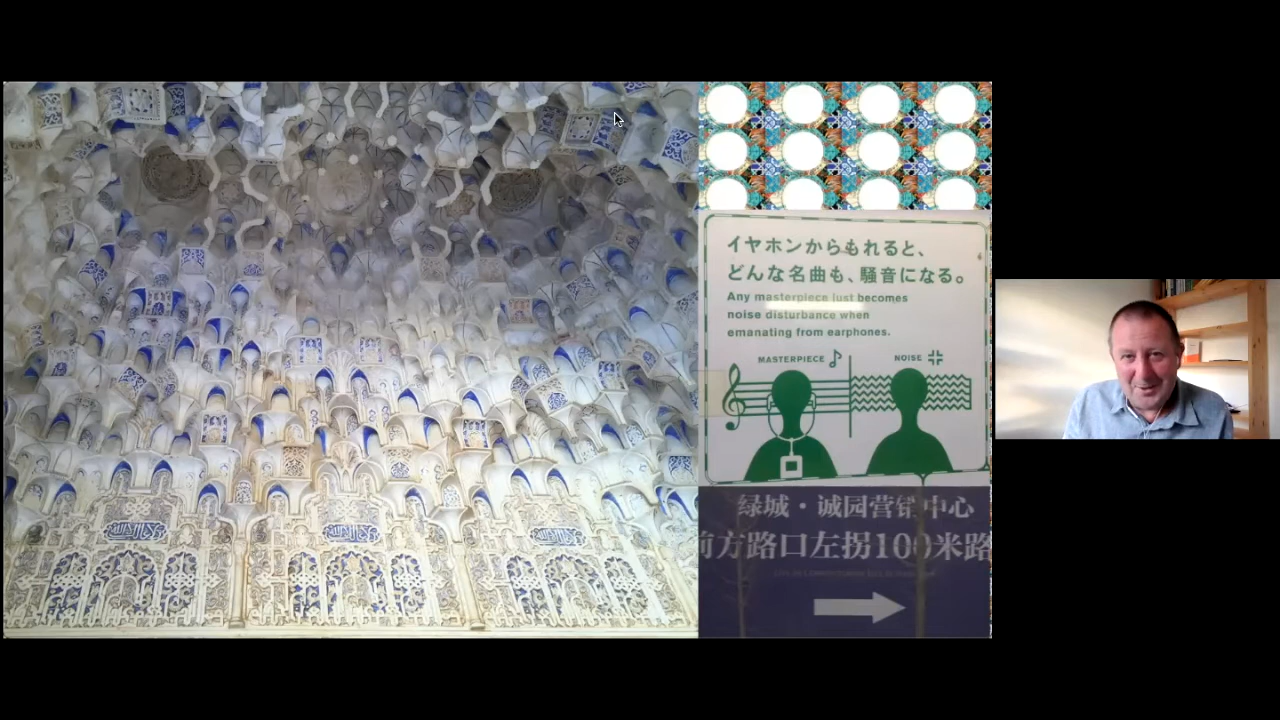 イヤホンからもれると、
どんな名曲も、騒音になる。
Any masterpiece just becomes
noise disturbance when
emanating from earphones.
MASTERPIECE
NOISE
绿城·诚园营销中心
前方路口左拐100米路